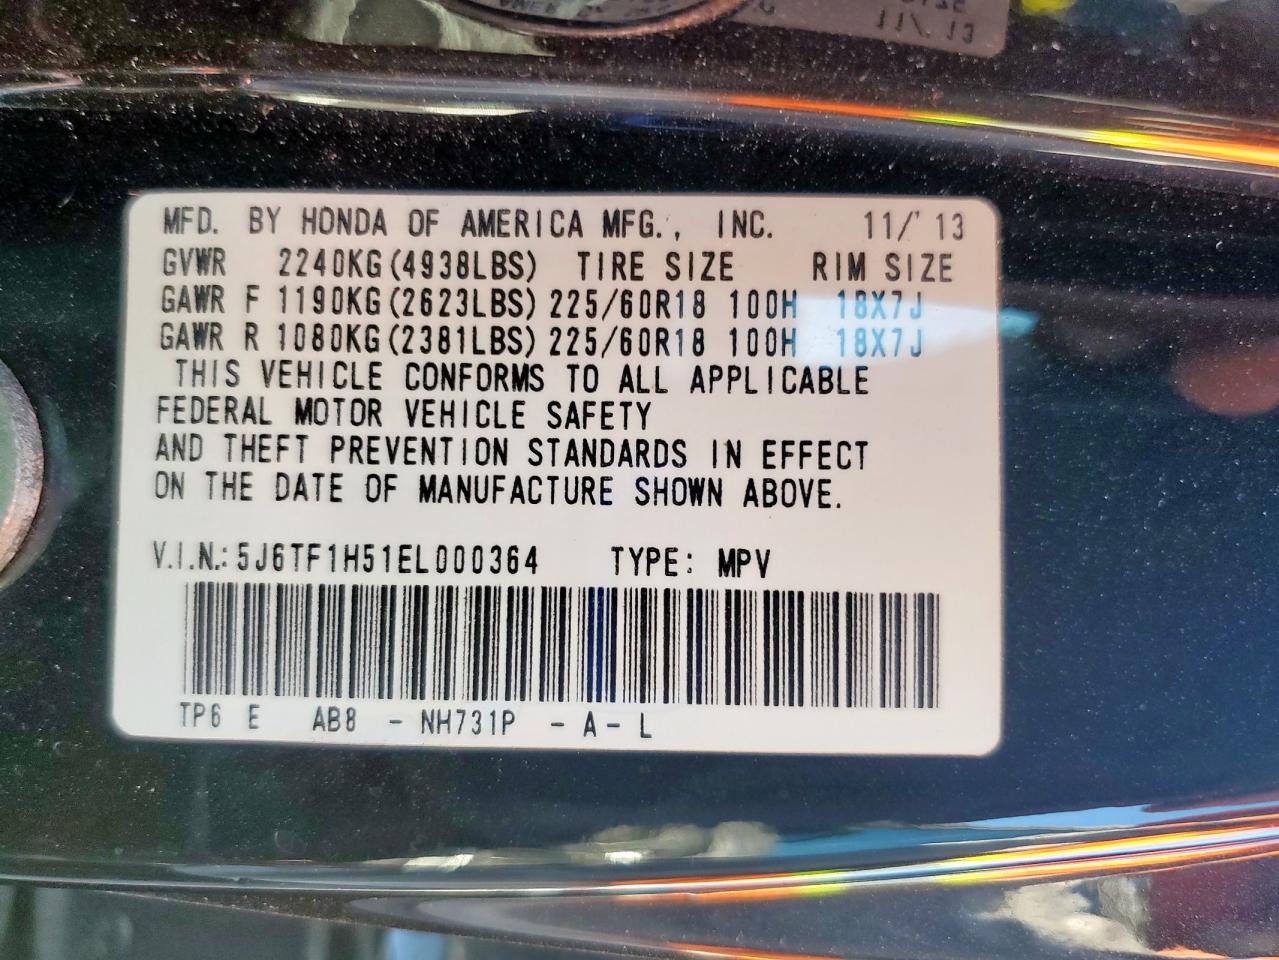 11/'13
MFD. BY HONDA OF AMERICA MFG., INC. 11/'13
GVWR 2240KG(4938LBS) TIRE SIZE RIM SIZE
GAWR F 1190KG(2623LBS) 225/60R18 100H 18X7J
GAWR R 1080KG(2381LBS) 225/60R18 100H 18X7J
THIS VEHICLE CONFORMS TO ALL APPLICABLE
FEDERAL MOTOR VEHICLE SAFETY
AND THEFT PREVENTION STANDARDS IN EFFECT
ON THE DATE OF MANUFACTURE SHOWN ABOVE.
V.I.N.: 5J6TF1H51EL000364 TYPE: MPV
TP6 E AB8 - NH731P - A - L